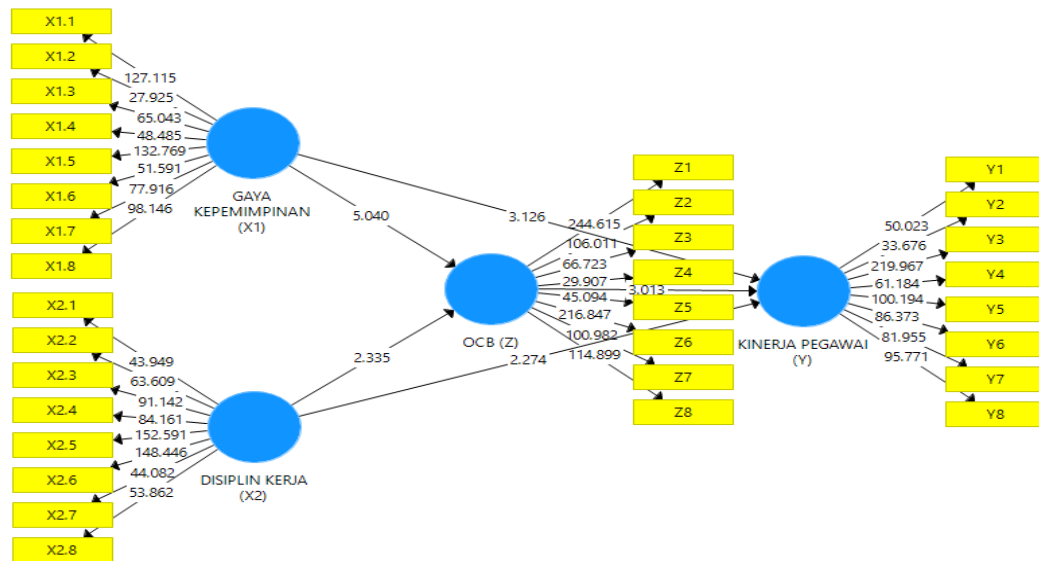 X1.1
X1.2
X1.3
X1.4
X1.5
X1.6
X1.7
X1.8
127.115
27.925
65.043
48.485
132.769
51.591
77.916
98.146
GAYA
KEPEMIMPINAN
(X1)
X2.1
X2.2
X2.3
X2.4
X2.5
X2.6
X2.7
X2.8
43.949
63.609
91.142
84.161
152.591
148.446
44.082
53.862
DISIPLIN KERJA
(X2)
5.040
2.335
3.126
3.013
2.274
OCB (Z)
244.615
106.011
66.723
29.907
45.094
216.847
100.982
114.899
Z1
Z2
Z3
Z4
Z5
Z6
Z7
Z8
KINERJA PEGAWAI
(Y)
50.023
33.676
219.967
61.184
100.194
86.373
81.955
95.771
Y1
Y2
Y3
Y4
Y5
Y6
Y7
Y8